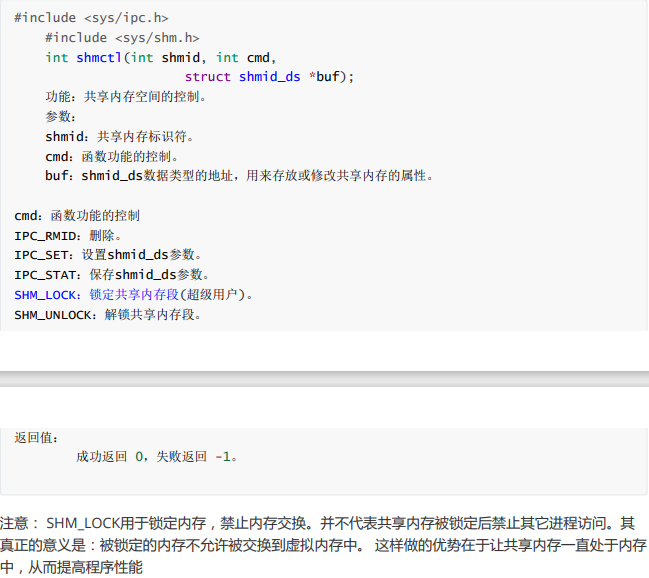 #include <sys/ipc.h>
#include <sys/shm.h>
int shmctl(int shmid, int cmd,
struct shmid_ds *buf);
功能：共享内存空间的控制。
参数：
shmid：共享内存标识符。
cmd：函数功能的控制。
buf：shmid_ds数据类型的地址，用来存放或修改共享内存的属性。
cmd：函数功能的控制
IPC_RMID：删除。
IPC_SET：设置shmid_ds参数。
IPC_STAT：保存shmid_ds参数。
SHM_LOCK：锁定共享内存段(超级用户)。
SHM_UNLOCK：解锁共享内存段。
返回值：
成功返回 0，失败返回 -1。
注意： SHM_LOCK用于锁定内存，禁止内存交换。并不代表共享内存被锁定后禁止其它进程访问。其
真正的意义是：被锁定的内存不允许被交换到虚拟内存中。 这样做的优势在于让共享内存一直处于内存
中，从而提高程序性能